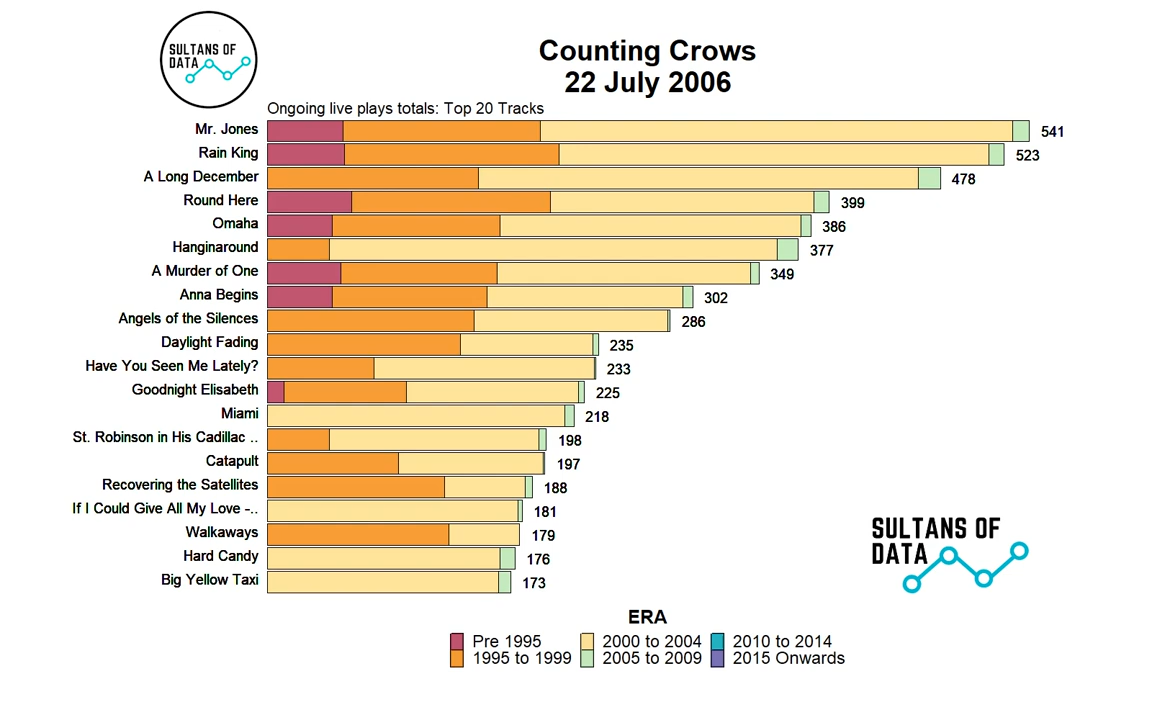 SULTANS OF
DATA
Counting Crows
22 July 2006
Ongoing live plays totals: Top 20 Tracks
Mr. Jones 541
Rain King 523
A Long December 478
Round Here 399
Omaha 386
Hanginaround 377
A Murder of One 349
Anna Begins 302
Angels of the Silences 286
Daylight Fading 235
Have You Seen Me Lately? 233
Goodnight Elisabeth 225
Miami 218
St. Robinson in His Cadillac .. 198
Catapult 197
Recovering the Satellites 188
If I Could Give All My Love -.. 181
Walkaways 179
Hard Candy 176
Big Yellow Taxi 173
SULTANS OF
DATA
ERA
Pre 1995 2000 to 2004 2010 to 2014
1995 to 1999 2005 to 2009 2015 Onwards